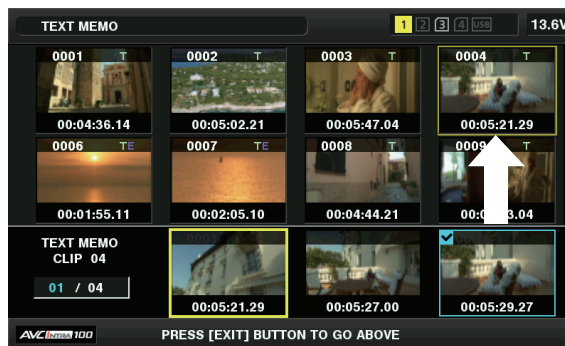 TEXT MEMO
1 2 3 4 USB
13.6V
0001 T
0002 T
0003 T
0004 T
00:04:36.14
00:05:02.21
00:05:47.04
00:05:21.29
0006 TE
0007 TE
0008 T
0009 T
00:01:55.11
00:02:05.10
00:04:44.21
3.04
TEXT MEMO
CLIP 04
01 / 04
00:05:21.29
00:05:27.00
00:05:29.27
AVC INTRA 100
PRESS [EXIT] BUTTON TO GO ABOVE